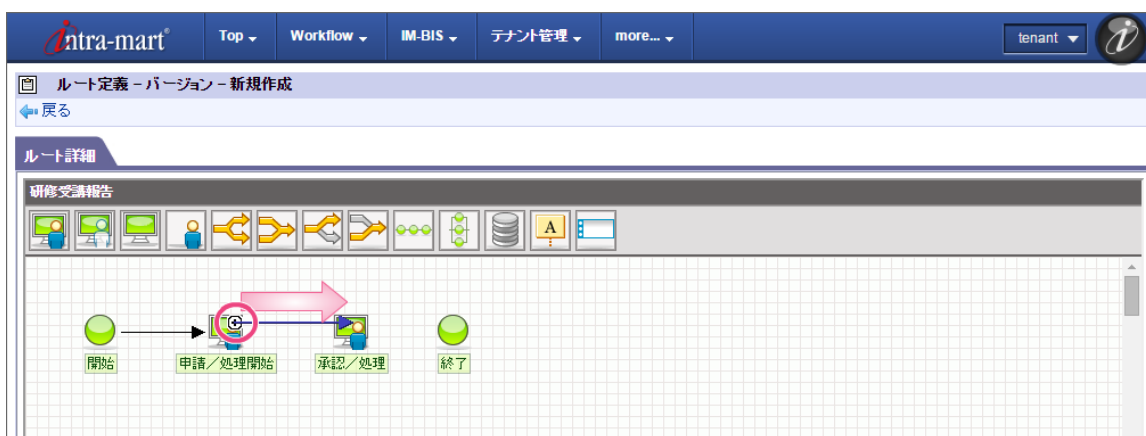 intra-mart® Top Workflow IM-BIS テナント管理 more... tenant
ルート定義 − バージョン − 新規作成
戻る
ルート詳細
研修受講報告
A
開始 申請／処理開始 承認／処理 終了